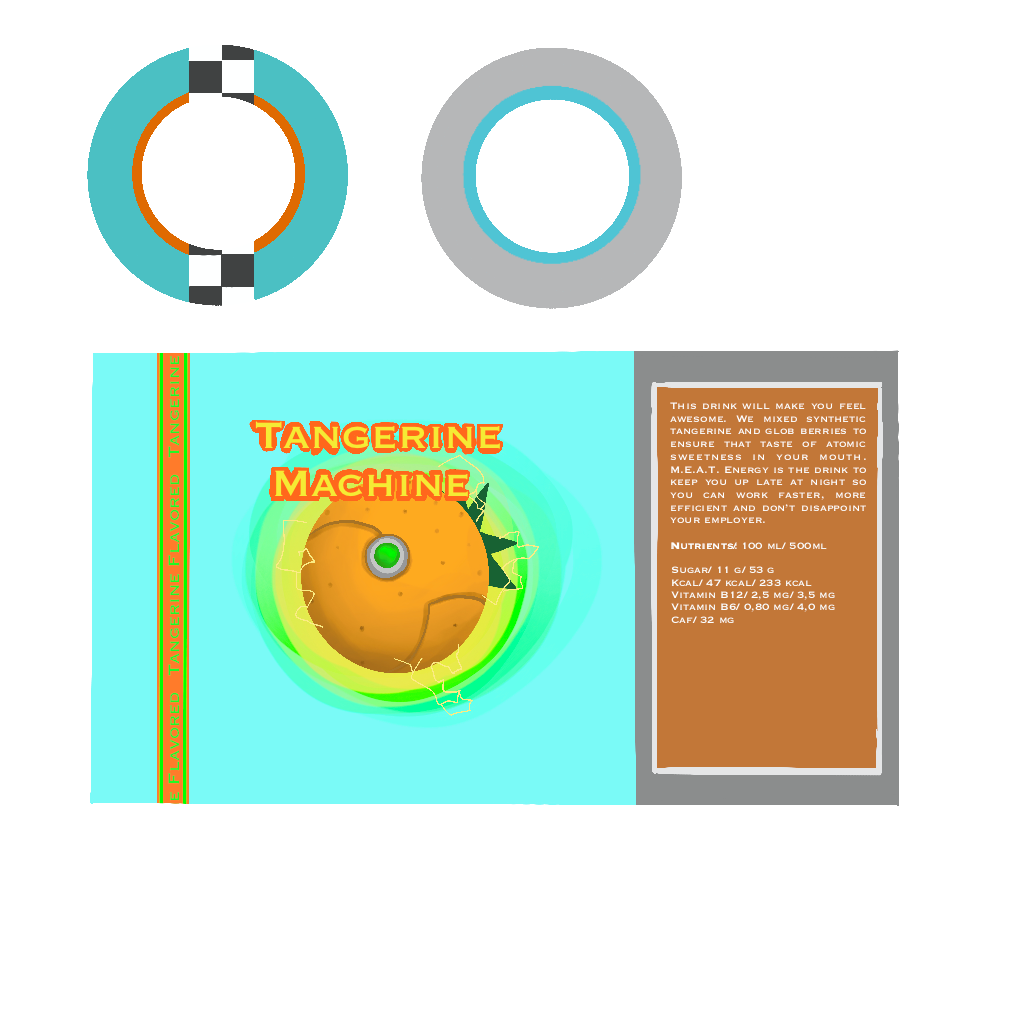 Tangerine
Machine
e Flavored Tangerine Flavored Tangerine
This drink will make you feel
awesome. We mixed synthetic
tangerine and glob berries to
ensure that taste of atomic
sweetness in your mouth.
M.E.A.T. Energy is the drink to
keep you up late at night so
you can work faster, more
efficient and don't disappoint
your employer.
Nutrients: 100 ml/ 500ml
Sugar/ 11 g/ 53 g
Kcal/ 47 kcal/ 233 kcal
Vitamin B12/ 2,5 mg/ 3,5 mg
Vitamin B6/ 0,80 mg/ 4,0 mg
Caf/ 32 mg